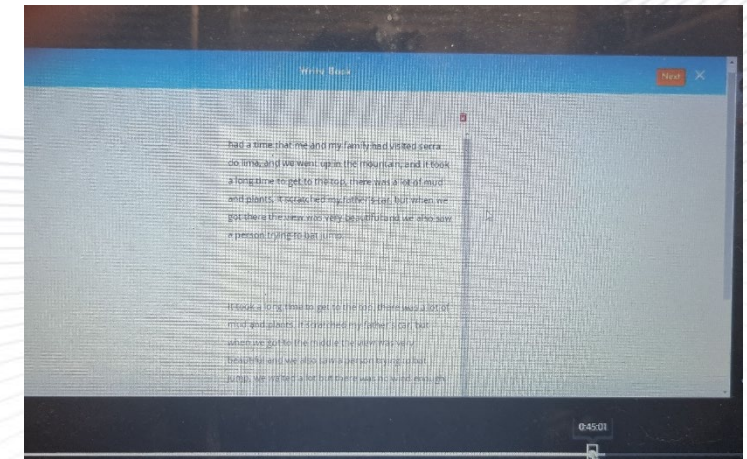 Write Book
Next
had a time that me and my family had visited serra
do lima, and we went up in the mountain, and it took
a long time to get to the top, there was a lot of mud
and plants, it scratched my father's car, but when we
got there the view was very beautiful and we also saw
a person trying to bat jump.
It took a long time to get to the top, there was a lot of
mud and plants, it scratched my father's car, but
when we got to the middle the view was very
beautiful and we also saw a person trying to bat
jump, we waited a lot but there was no wind enough
0:45:01